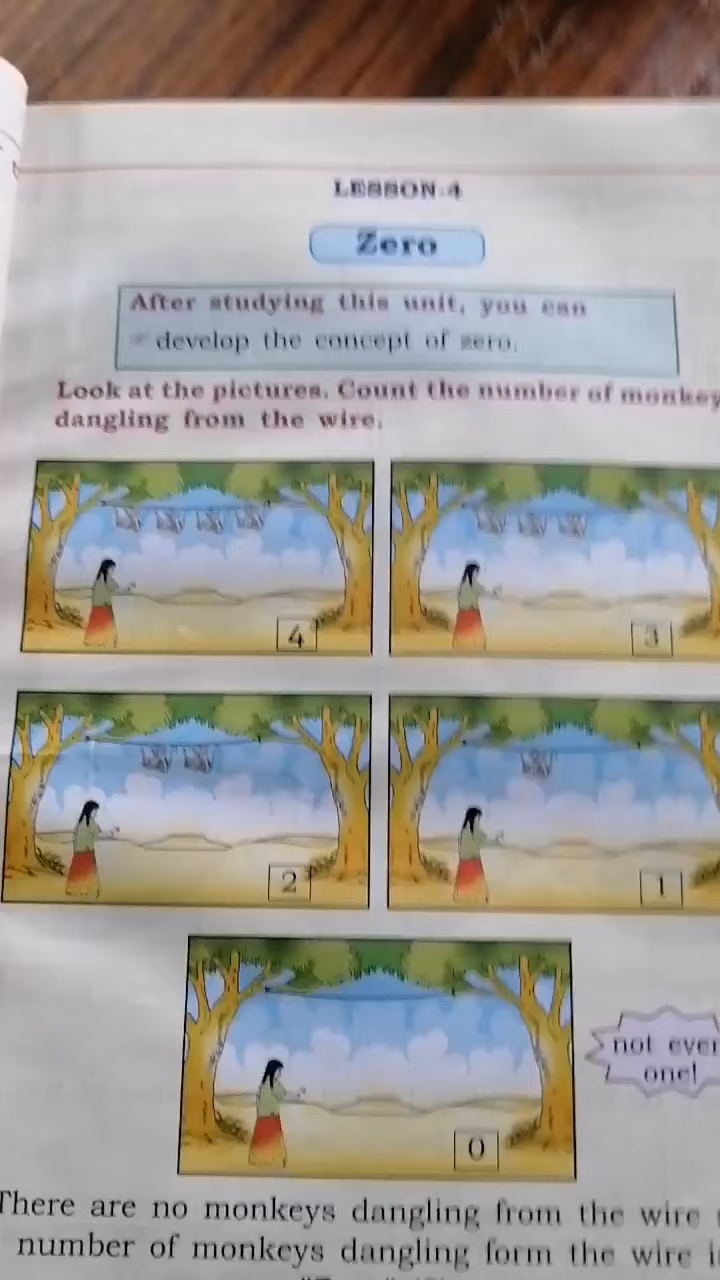 LESSON-4
Zero
After studying this unit, you can
☞ develop the concept of zero.
Look at the pictures. Count the number of monkey
dangling from the wire.
4
3
2
1
not even
one!
0
There are no monkeys dangling from the wire
number of monkeys dangling form the wire i